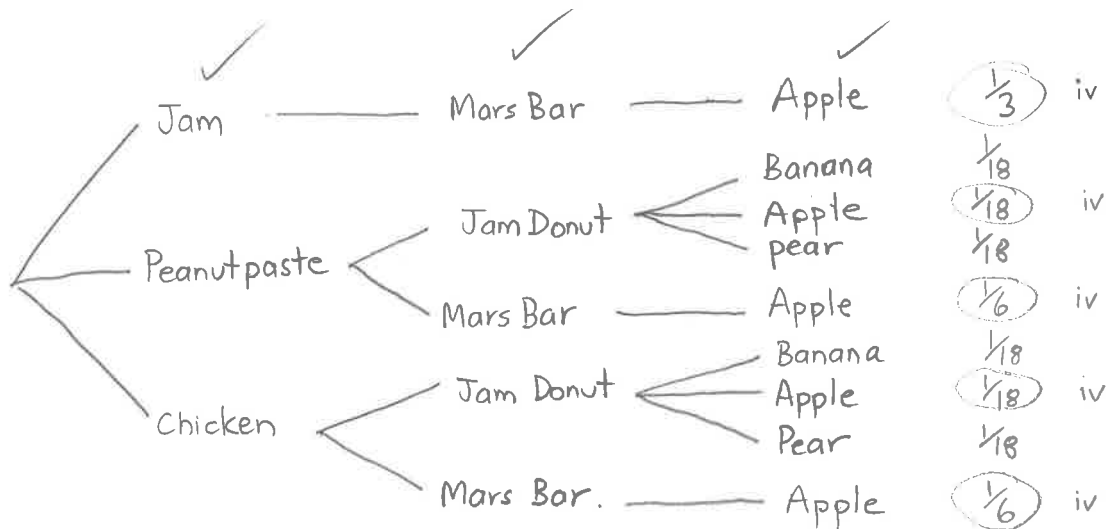 Jam Mars Bar Apple 1/3 iv
Banana 1/18
Jam Donut Apple 1/18 iv
pear 1/18
Peanutpaste
Mars Bar Apple 1/6 iv
Banana 1/18
Jam Donut Apple 1/18 iv
Chicken
Pear 1/18
Mars Bar. Apple 1/6 iv